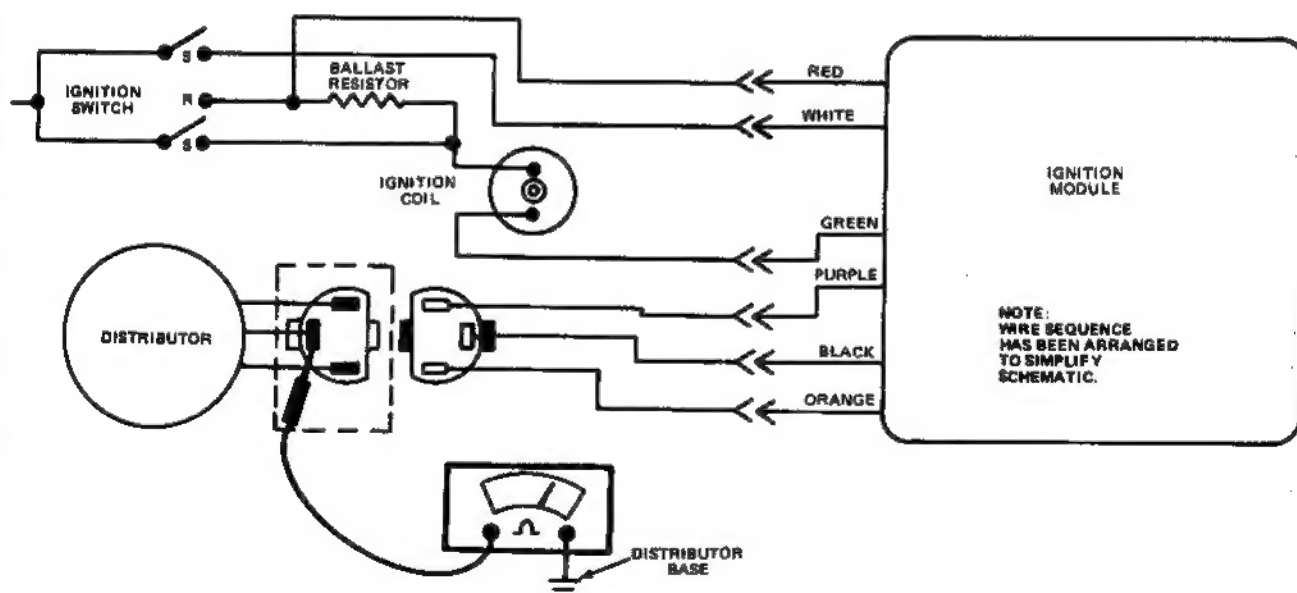 RED
BALLAST
RESISTOR
S
IGNITION
SWITCH
R
WHITE
S
IGNITION
COIL
IGNITION
MODULE
GREEN
PURPLE
DISTRIBUTOR
NOTE:
WIRE SEQUENCE
HAS BEEN ARRANGED
TO SIMPLIFY
SCHEMATIC.
BLACK
ORANGE
Ω
DISTRIBUTOR
BASE